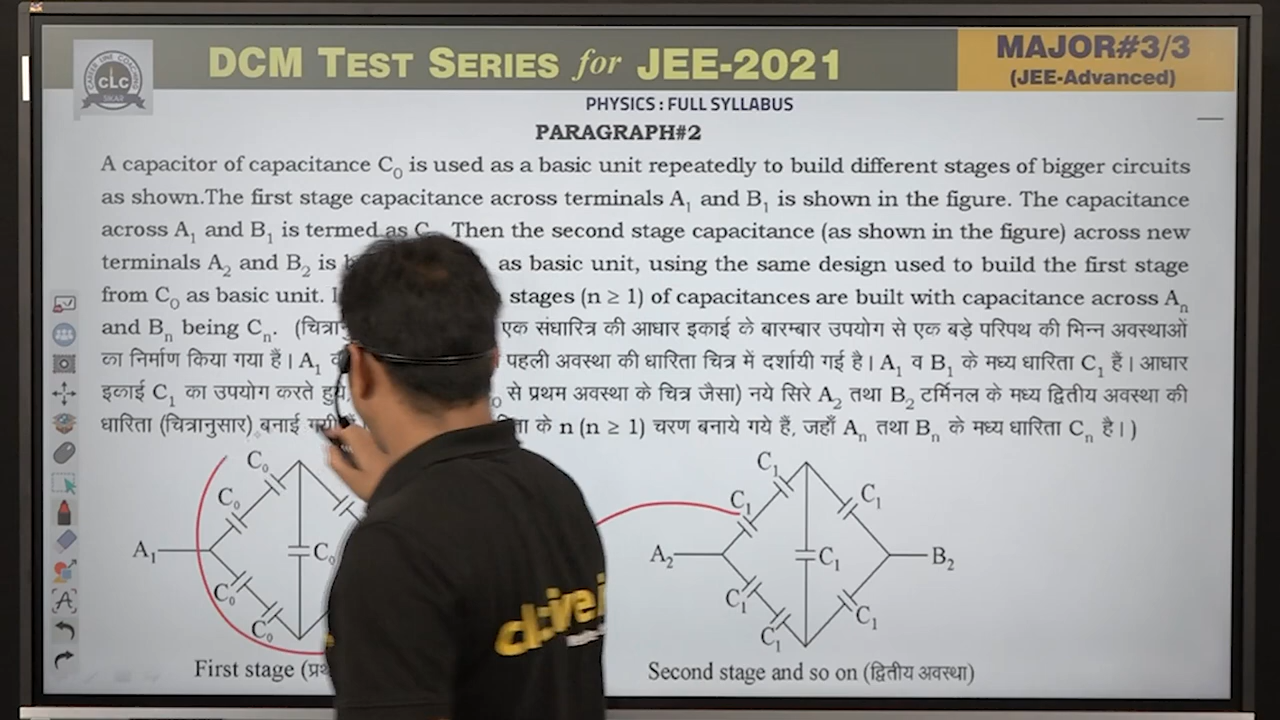 DCM TEST SERIES for JEE-2021
MAJOR#3/3
(JEE-Advanced)
CAREER LINE COACHING
CLC
SIKAR
PHYSICS : FULL SYLLABUS
PARAGRAPH#2
A capacitor of capacitance C₀ is used as a basic unit repeatedly to build different stages of bigger circuits
as shown.The first stage capacitance across terminals A₁ and B₁ is shown in the figure. The capacitance
across A₁ and B₁ is termed as C Then the second stage capacitance (as shown in the figure) across new
terminals A₂ and B₂ is as basic unit, using the same design used to build the first stage
from C₀ as basic unit. stages (n ≥ 1) of capacitances are built with capacitance across Aₙ
and Bₙ being Cₙ. (चित्रा एक संधारित्र की आधार इकाई के बारम्बार उपयोग से एक बड़े परिपथ की भिन्न अवस्थाओं
का निर्माण किया गया हैं। A₁ पहली अवस्था की धारिता चित्र में दर्शायी गई है। A₁ व B₁ के मध्य धारिता C₁ हैं। आधार
इकाई C₁ का उपयोग करते हुये, से प्रथम अवस्था के चित्र जैसा) नये सिरे A₂ तथा B₂ टर्मिनल के मध्य द्वितीय अवस्था की
धारिता (चित्रानुसार) बनाई के n (n ≥ 1) चरण बनाये गये हैं, जहाँ Aₙ तथा Bₙ के मध्य धारिता Cₙ है। )
C₀
C₀
A₁
C₀
C₀
C₀
First stage
C₁
C₁
C₁
A₂
C₁
B₂
C₁
C₁
C₁
Second stage and so on (द्वितीय अवस्था)